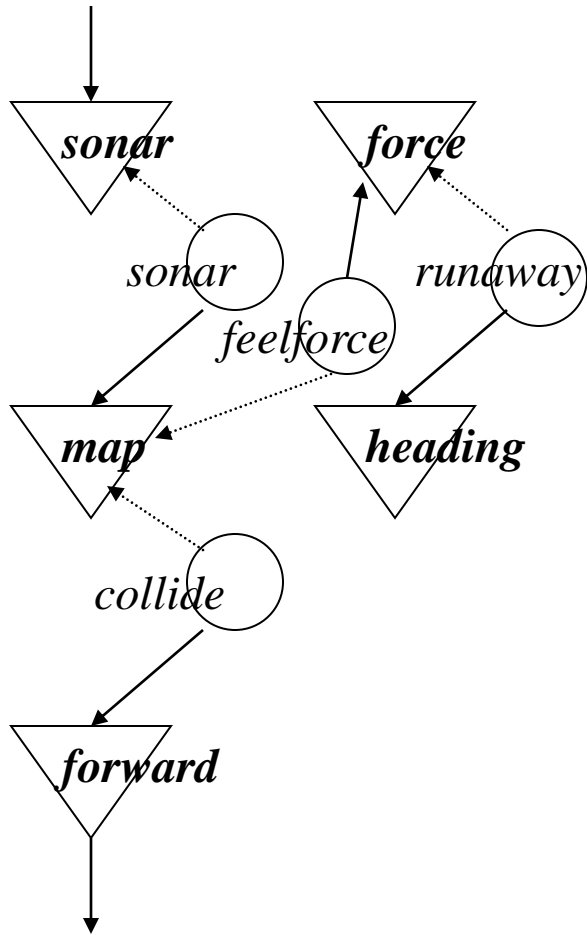 sonar
force
sonar
runaway
feelforce
map
heading
collide
forward